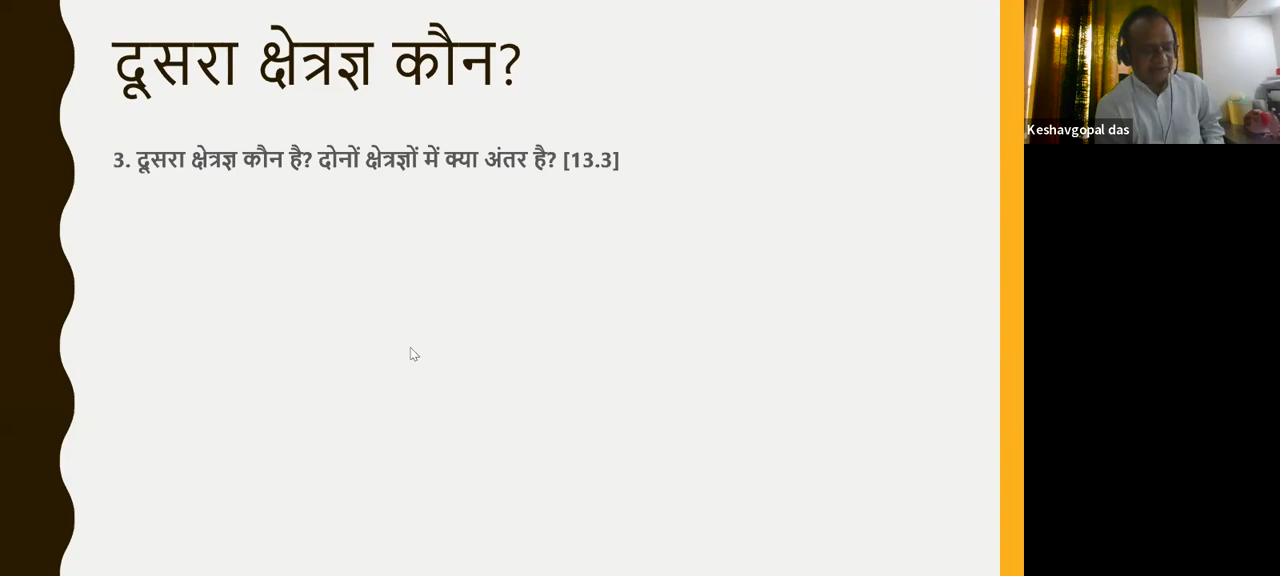 दूसरा क्षेत्रज्ञ कौन?
3. दूसरा क्षेत्रज्ञ कौन है? दोनों क्षेत्रज्ञों में क्या अंतर है? [13.3]
Keshavgopal das